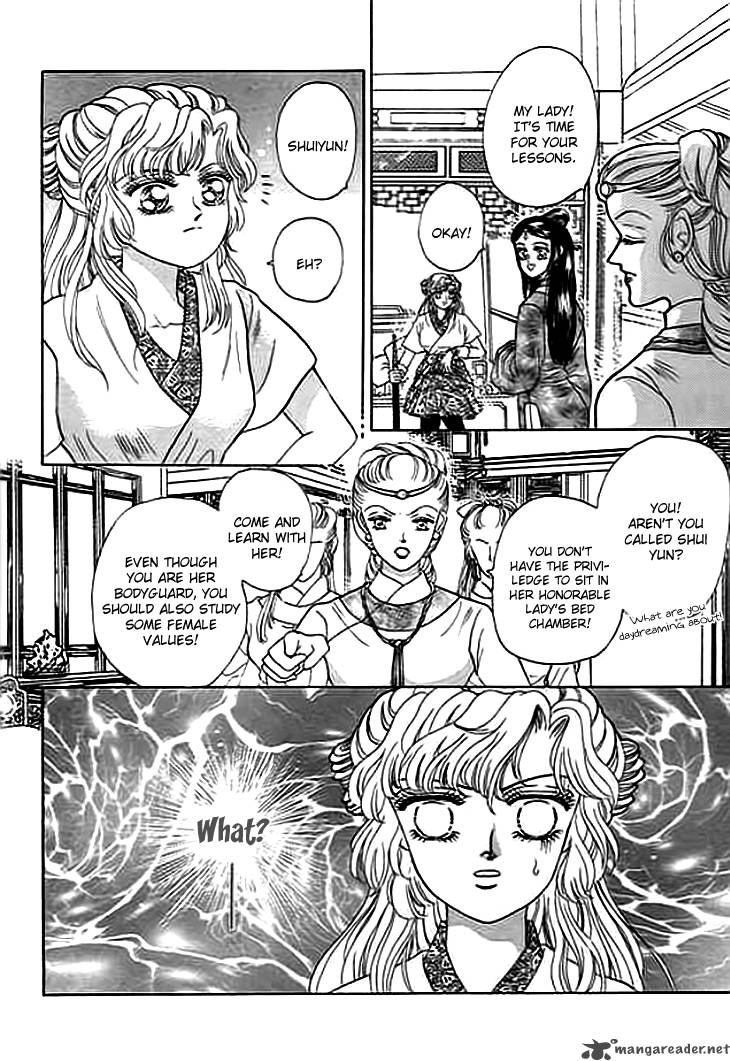 MY LADY!
IT'S TIME
FOR YOUR
LESSONS.
OKAY!
SHUIYUN!
EH?
YOU!
AREN'T YOU
CALLED SHUI
YUN?
What are you
daydreaming about!
YOU DON'T
HAVE THE PRIVI-
LEDGE TO SIT IN
HER HONORABLE
LADY'S BED
CHAMBER!
COME AND
LEARN WITH
HER!
EVEN THOUGH
YOU ARE HER
BODYGUARD, YOU
SHOULD ALSO STUDY
SOME FEMALE
VALUES!
What?
mangareader.net